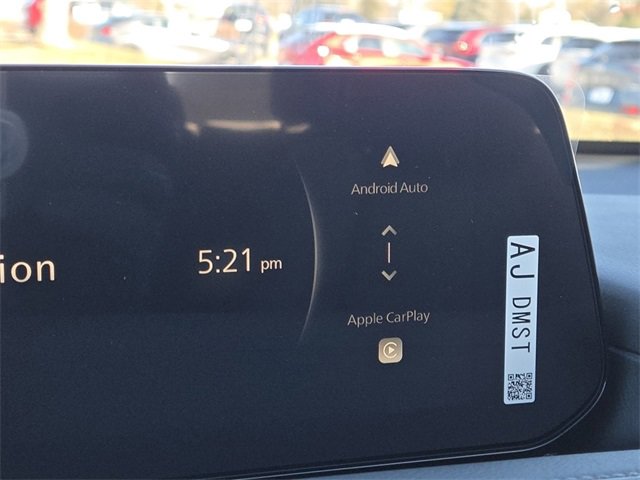 Android Auto
5:21 pm
ion
Apple CarPlay
AJ DMST